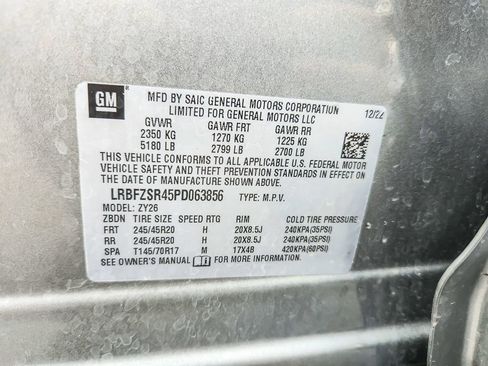 GM
MFD BY SAIC GENERAL MOTORS CORPORATION
LIMITED FOR GENERAL MOTORS LLC
12/22
GVWR GAWR FRT GAWR RR
2350 KG 1270 KG 1225 KG
5180 LB 2799 LB 2700 LB
THIS VEHICLE CONFORMS TO ALL APPLICABLE U.S. FEDERAL MOTOR
VEHICLE SAFETY AND THEFT PREVENTION STANDARDS IN EFFECT ON
THE DATE OF MANUFACTURE SHOWN ABOVE.
LRBFZSR45PD063856 TYPE: M.P.V.
MODEL: ZY26
ZBDN TIRE SIZE SPEED RTG RIM COLD TIRE PRESSURE
FRT 245/45R20 H 20X8.5J 240KPA(35PSI)
RR 245/45R20 H 20X8.5J 240KPA(35PSI)
SPA T145/70R17 M 17X4B 420KPA(60PSI)
SEE OWNER'S MANUAL FOR ADDITIONAL INFORMATION